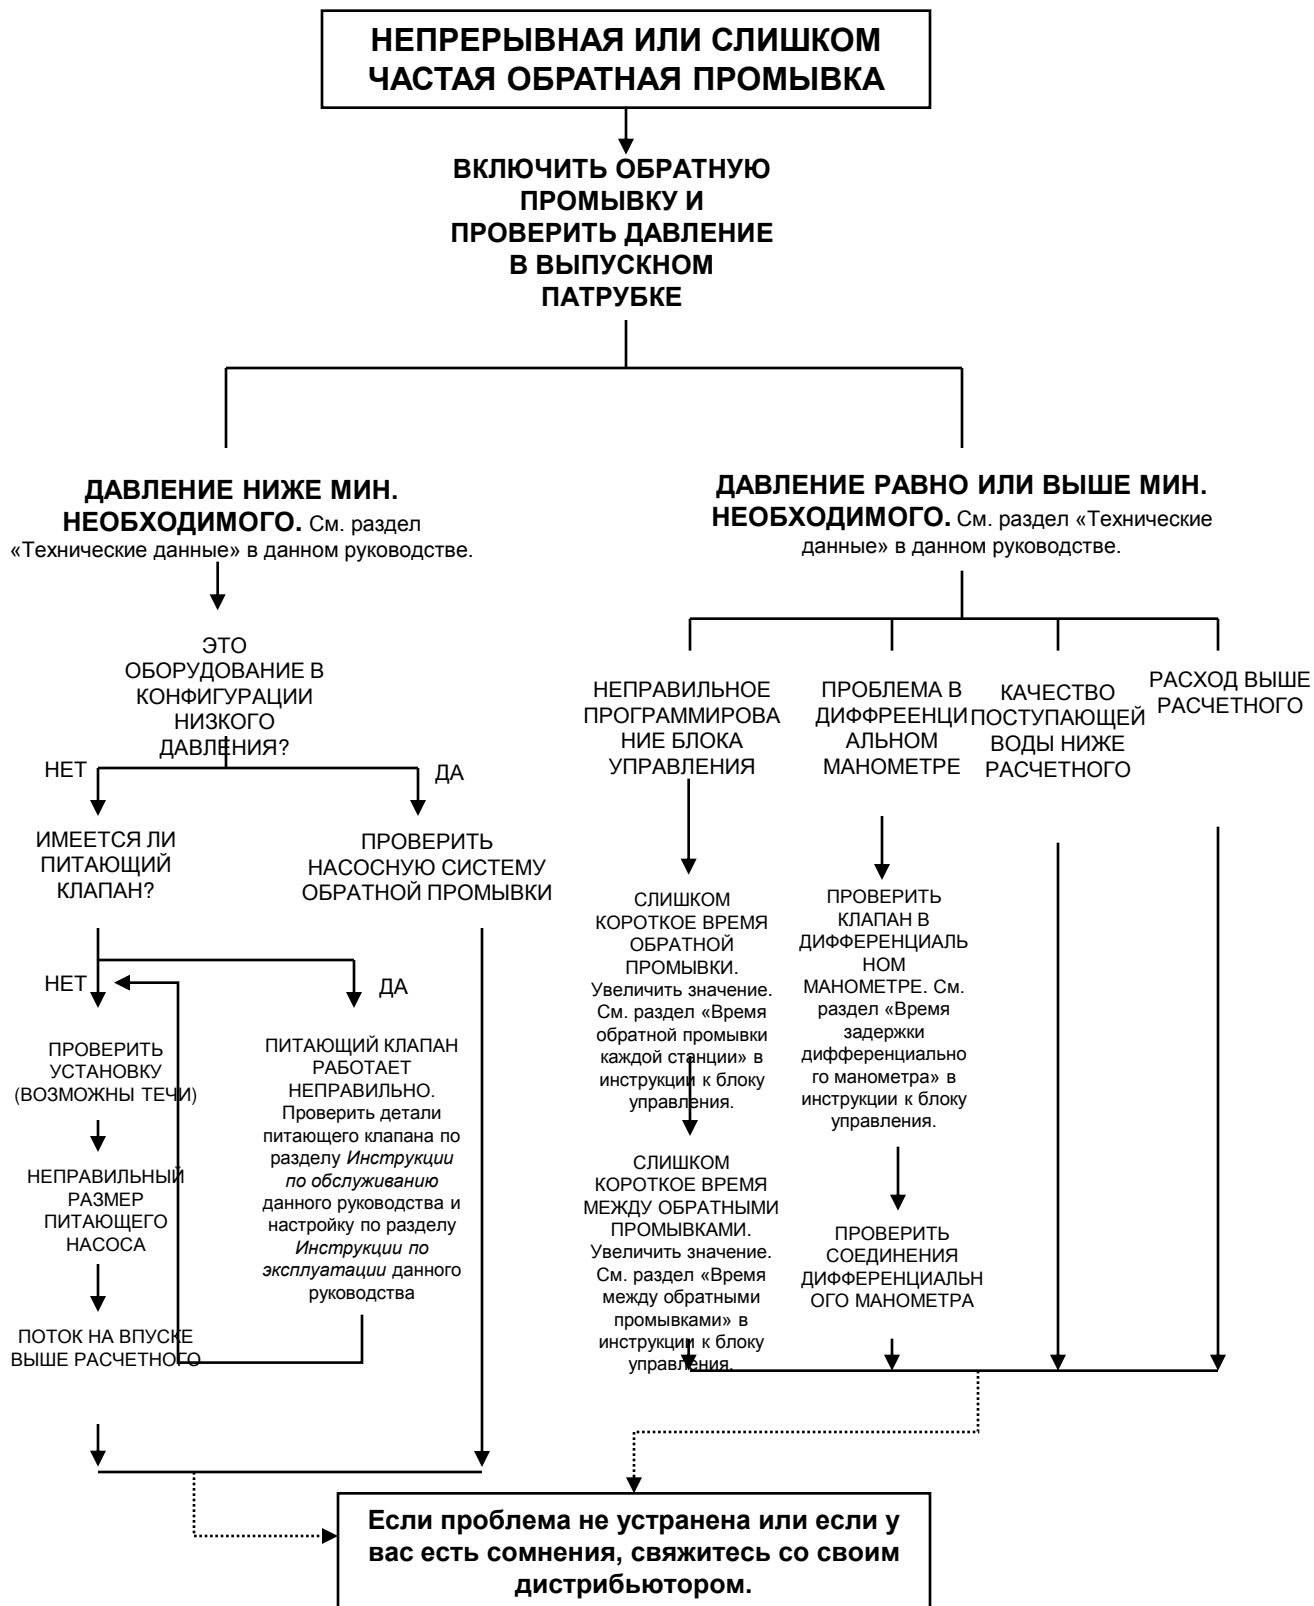 НЕПРЕРЫВНАЯ ИЛИ СЛИШКОМ
ЧАСТАЯ ОБРАТНАЯ ПРОМЫВКА
ВКЛЮЧИТЬ ОБРАТНУЮ
ПРОМЫВКУ И
ПРОВЕРИТЬ ДАВЛЕНИЕ
В ВЫПУСКНОМ
ПАТРУБКЕ
ДАВЛЕНИЕ НИЖЕ МИН.
НЕОБХОДИМОГО. См. раздел
«Технические данные» в данном руководстве.
ДАВЛЕНИЕ РАВНО ИЛИ ВЫШЕ МИН.
НЕОБХОДИМОГО. См. раздел «Технические
данные» в данном руководстве.
ЭТО
ОБОРУДОВАНИЕ В
КОНФИГУРАЦИИ
НИЗКОГО
ДАВЛЕНИЯ?
НЕТ
ДА
ИМЕЕТСЯ ЛИ
ПИТАЮЩИЙ
КЛАПАН?
ПРОВЕРИТЬ
НАСОСНУЮ СИСТЕМУ
ОБРАТНОЙ ПРОМЫВКИ
НЕТ
ДА
ПРОВЕРИТЬ
УСТАНОВКУ
(ВОЗМОЖНЫ ТЕЧИ)
НЕПРАВИЛЬНЫЙ
РАЗМЕР
ПИТАЮЩЕГО
НАСОСА
ПОТОК НА ВПУСКЕ
ВЫШЕ РАСЧЕТНОГО
ПИТАЮЩИЙ КЛАПАН
РАБОТАЕТ
НЕПРАВИЛЬНО.
Проверить детали
питающего клапана по
разделу Инструкции
по обслуживанию
данного руководства и
настройку по разделу
Инструкции по
эксплуатации данного
руководства
НЕПРАВИЛЬНОЕ
ПРОГРАММИРОВА
НИЕ БЛОКА
УПРАВЛЕНИЯ
СЛИШКОМ
КОРОТКОЕ ВРЕМЯ
ОБРАТНОЙ
ПРОМЫВКИ.
Увеличить значение.
См. раздел «Время
обратной промывки
каждой станции» в
инструкции к блоку
управления.
СЛИШКОМ
КОРОТКОЕ ВРЕМЯ
МЕЖДУ ОБРАТНЫМИ
ПРОМЫВКАМИ.
Увеличить значение.
См. раздел «Время
между обратными
промывками» в
инструкции к блоку
управления.
ПРОБЛЕМА В
ДИФФРЕЕНЦИ
АЛЬНОМ
МАНОМЕТРЕ
ПРОВЕРИТЬ
КЛАПАН В
ДИФФЕРЕНЦИАЛЬ
НОМ
МАНОМЕТРЕ. См.
раздел «Время
задержки
дифференциально
го манометра» в
инструкции к блоку
управления.
ПРОВЕРИТЬ
СОЕДИНЕНИЯ
ДИФФЕРЕНЦИАЛЬН
ОГО МАНОМЕТРА
КАЧЕСТВО
ПОСТУПАЮЩЕЙ
ВОДЫ НИЖЕ
РАСЧЕТНОГО
РАСХОД ВЫШЕ
РАСЧЕТНОГО
Если проблема не устранена или если у
вас есть сомнения, свяжитесь со своим
дистрибьютором.